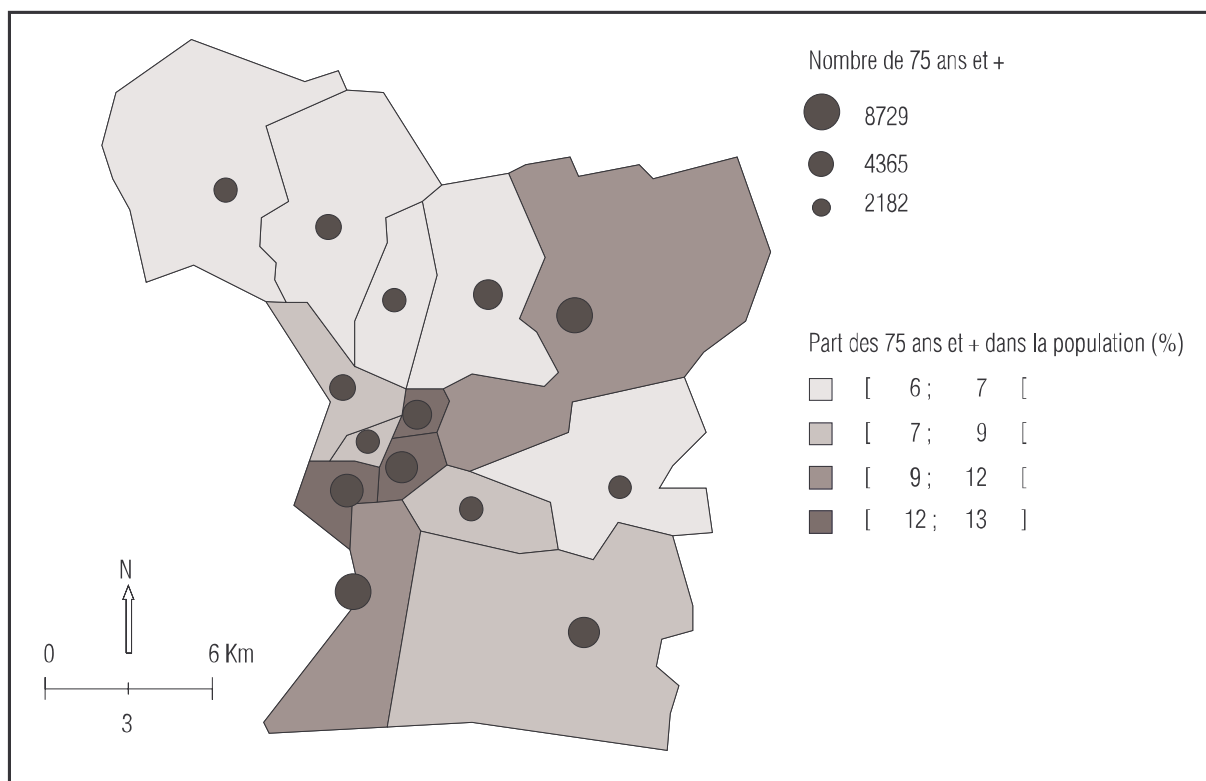 Nombre de 75 ans et +
8729
4365
2182
Part des 75 ans et + dans la population (%)
[ 6 ; 7 [
[ 7 ; 9 [
[ 9 ; 12 [
[ 12 ; 13 ]
N
0 6 Km
3